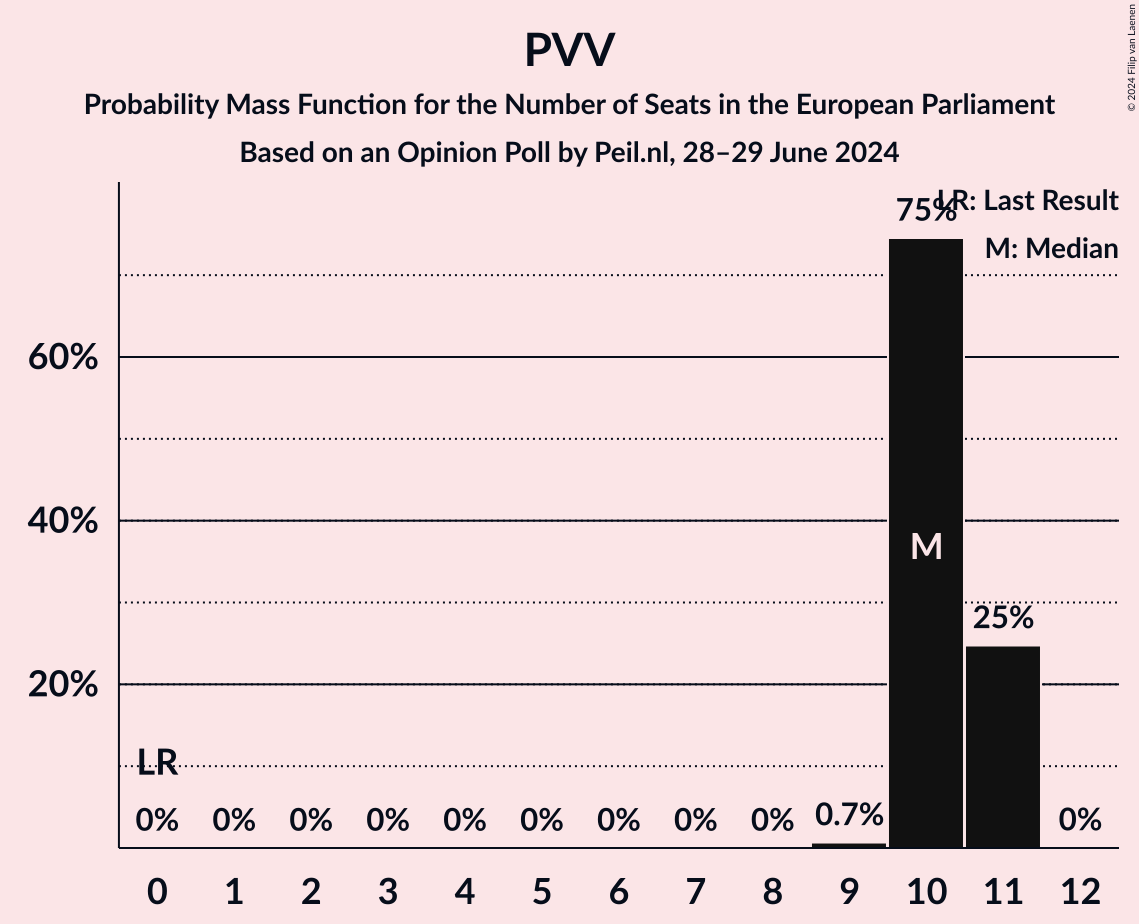 PVV
Probability Mass Function for the Number of Seats in the European Parliament
Based on an Opinion Poll by Peil.nl, 28–29 June 2024
© 2024 Filip van Laenen
LR: Last Result
M: Median
75%
60%
40%
20%
M
25%
LR
0% 0% 0% 0% 0% 0% 0% 0% 0% 0.7% 0%
0 1 2 3 4 5 6 7 8 9 10 11 12